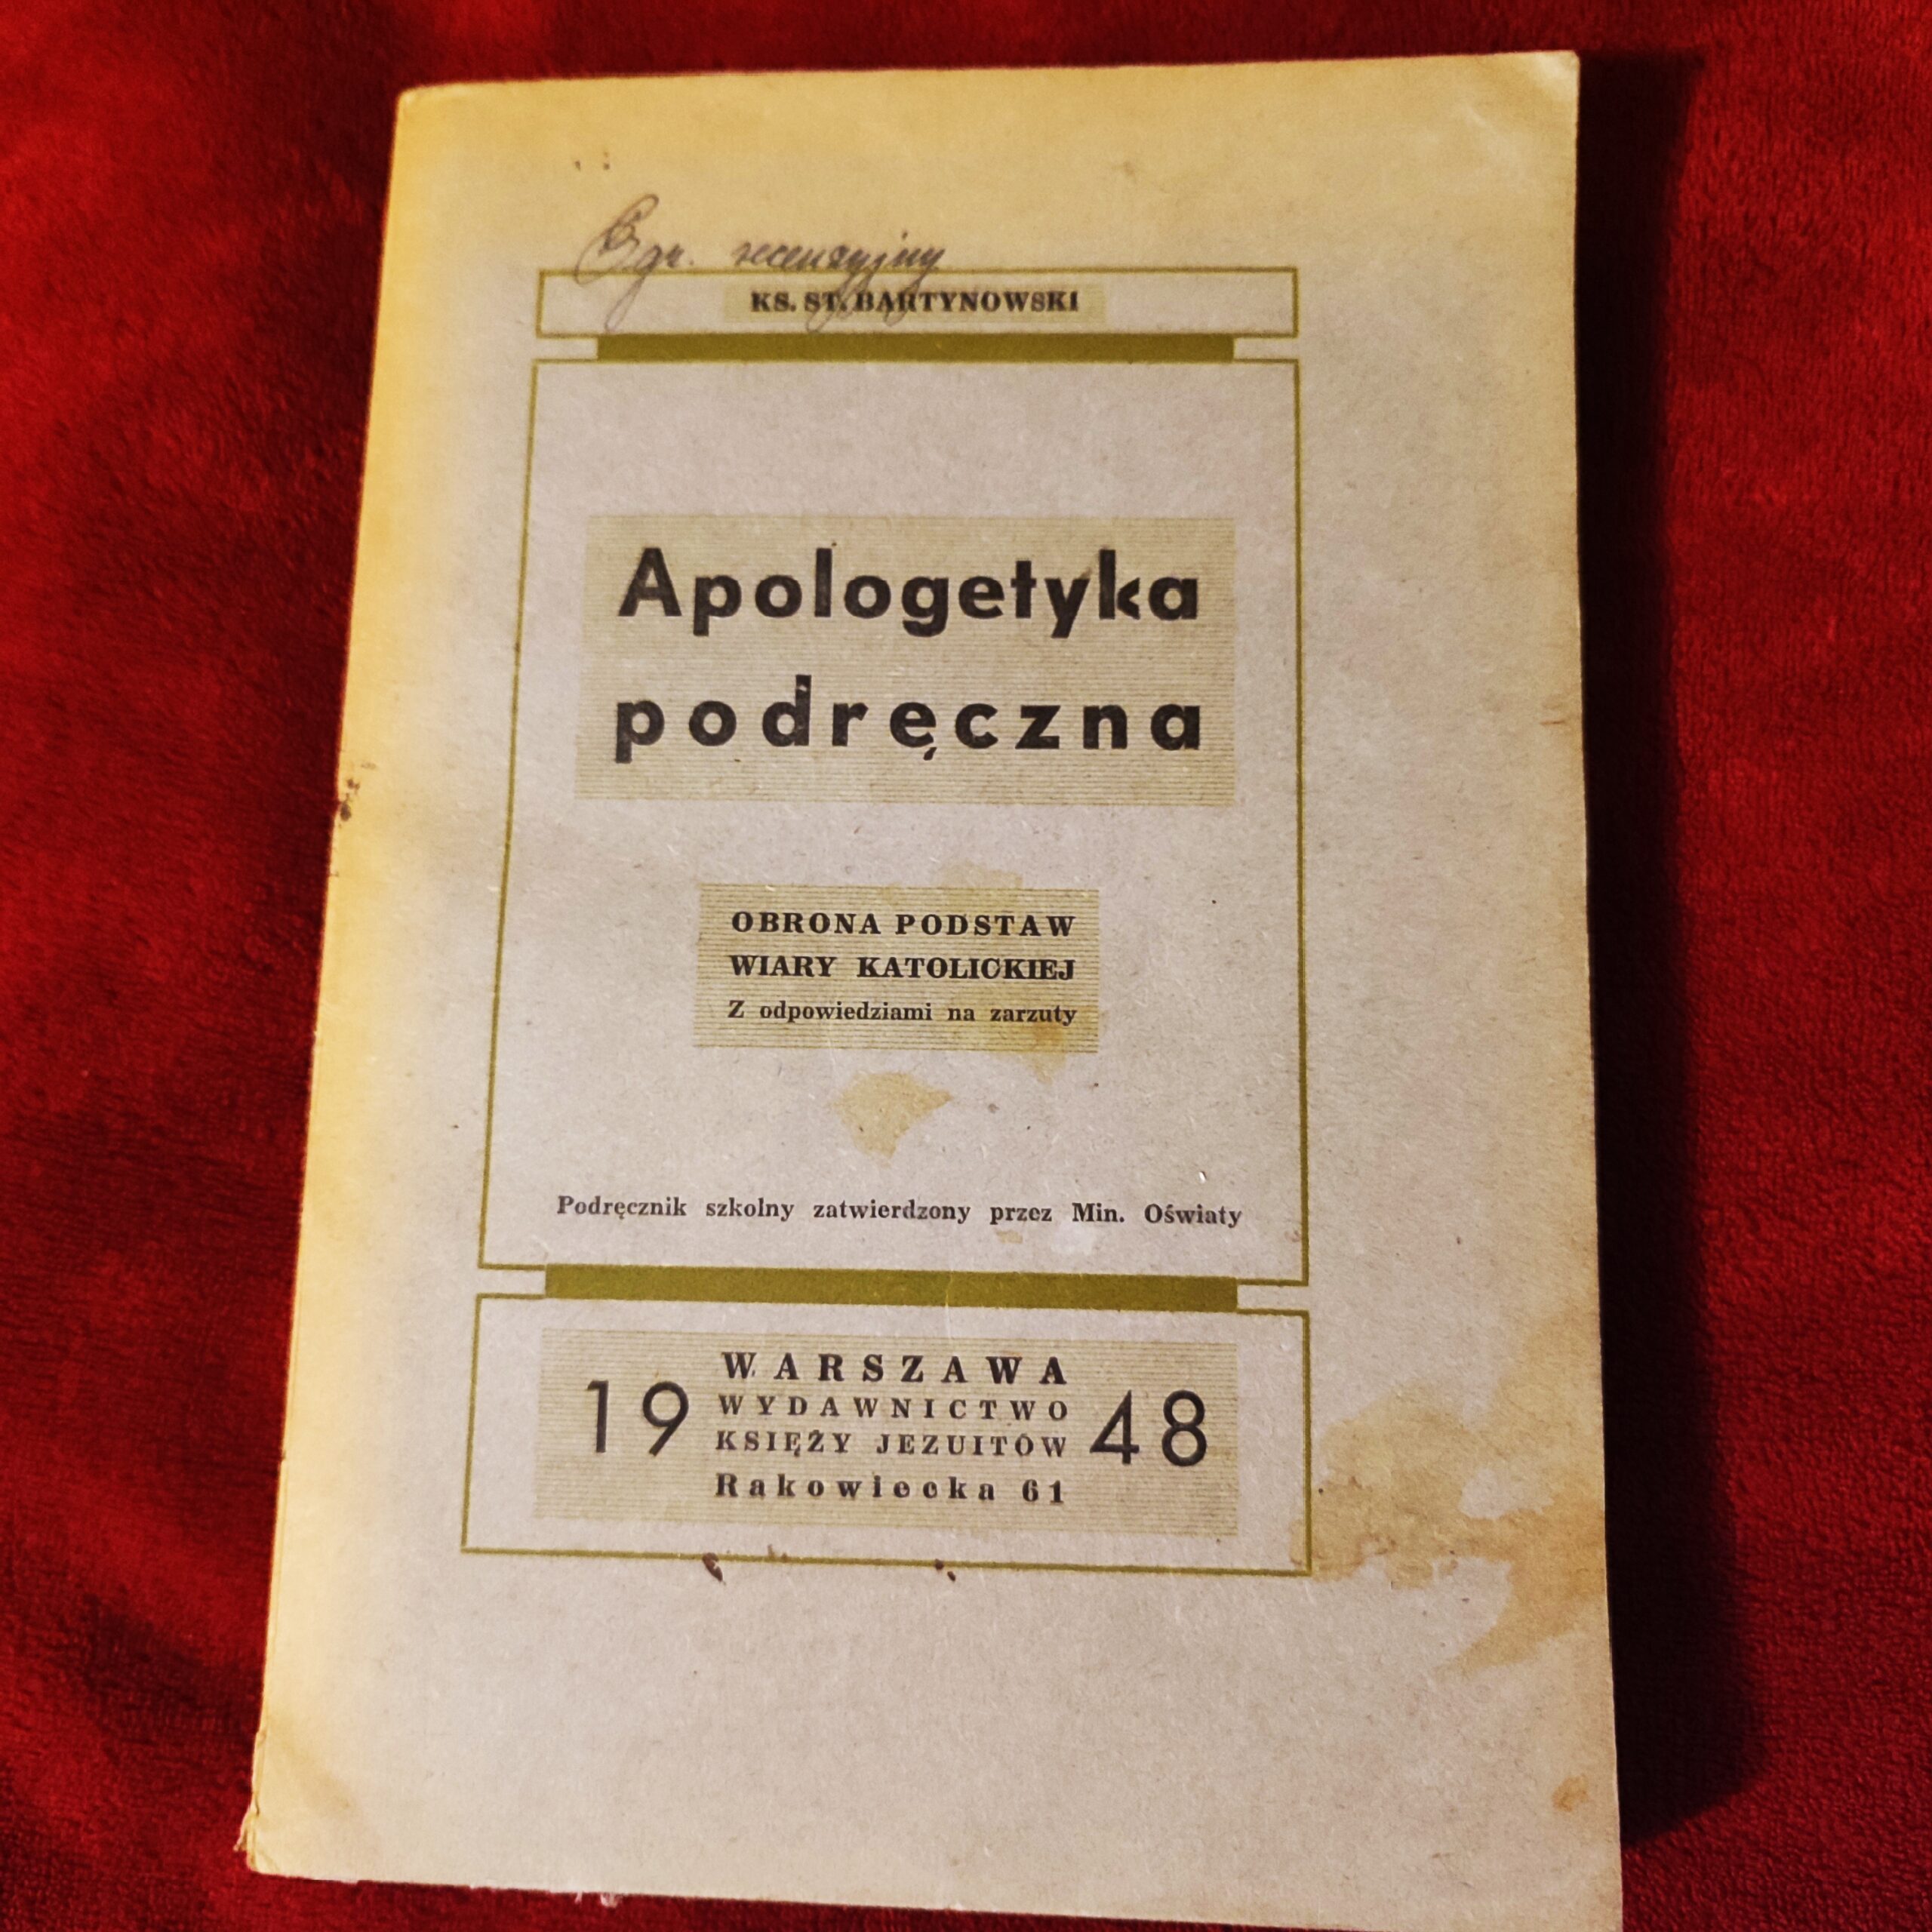 Egz. recenzyjny
KS. ST. BARTYNOWSKI
Apologetyka
podręczna
OBRONA PODSTAW
WIARY KATOLICKIEJ
Z odpowiedziami na zarzuty
Podręcznik szkolny zatwierdzony przez Min. Oświaty
WARSZAWA
19 WYDAWNICTWO 48
KSIĘŻY JEZUITÓW
Rakowiecka 61